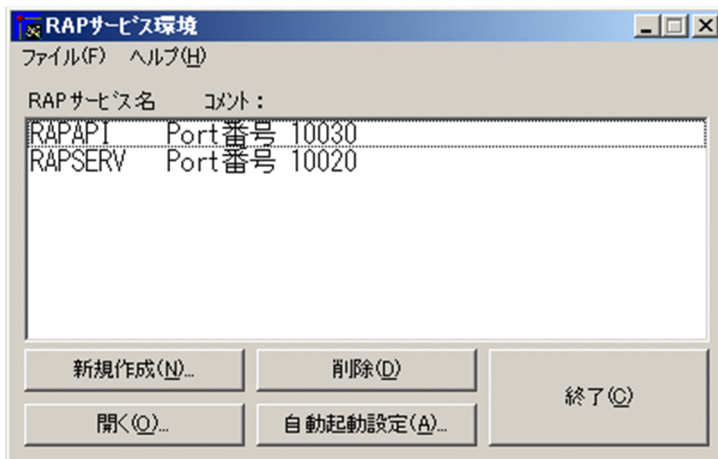 RAPサービス環境
ファイル(F) ヘルプ(H)
RAPサービス名 コメント:
RAPAPI Port番号 10030
RAPSERV Port番号 10020
新規作成(N)... 削除(D)
終了(C)
開く(O)... 自動起動設定(A)...